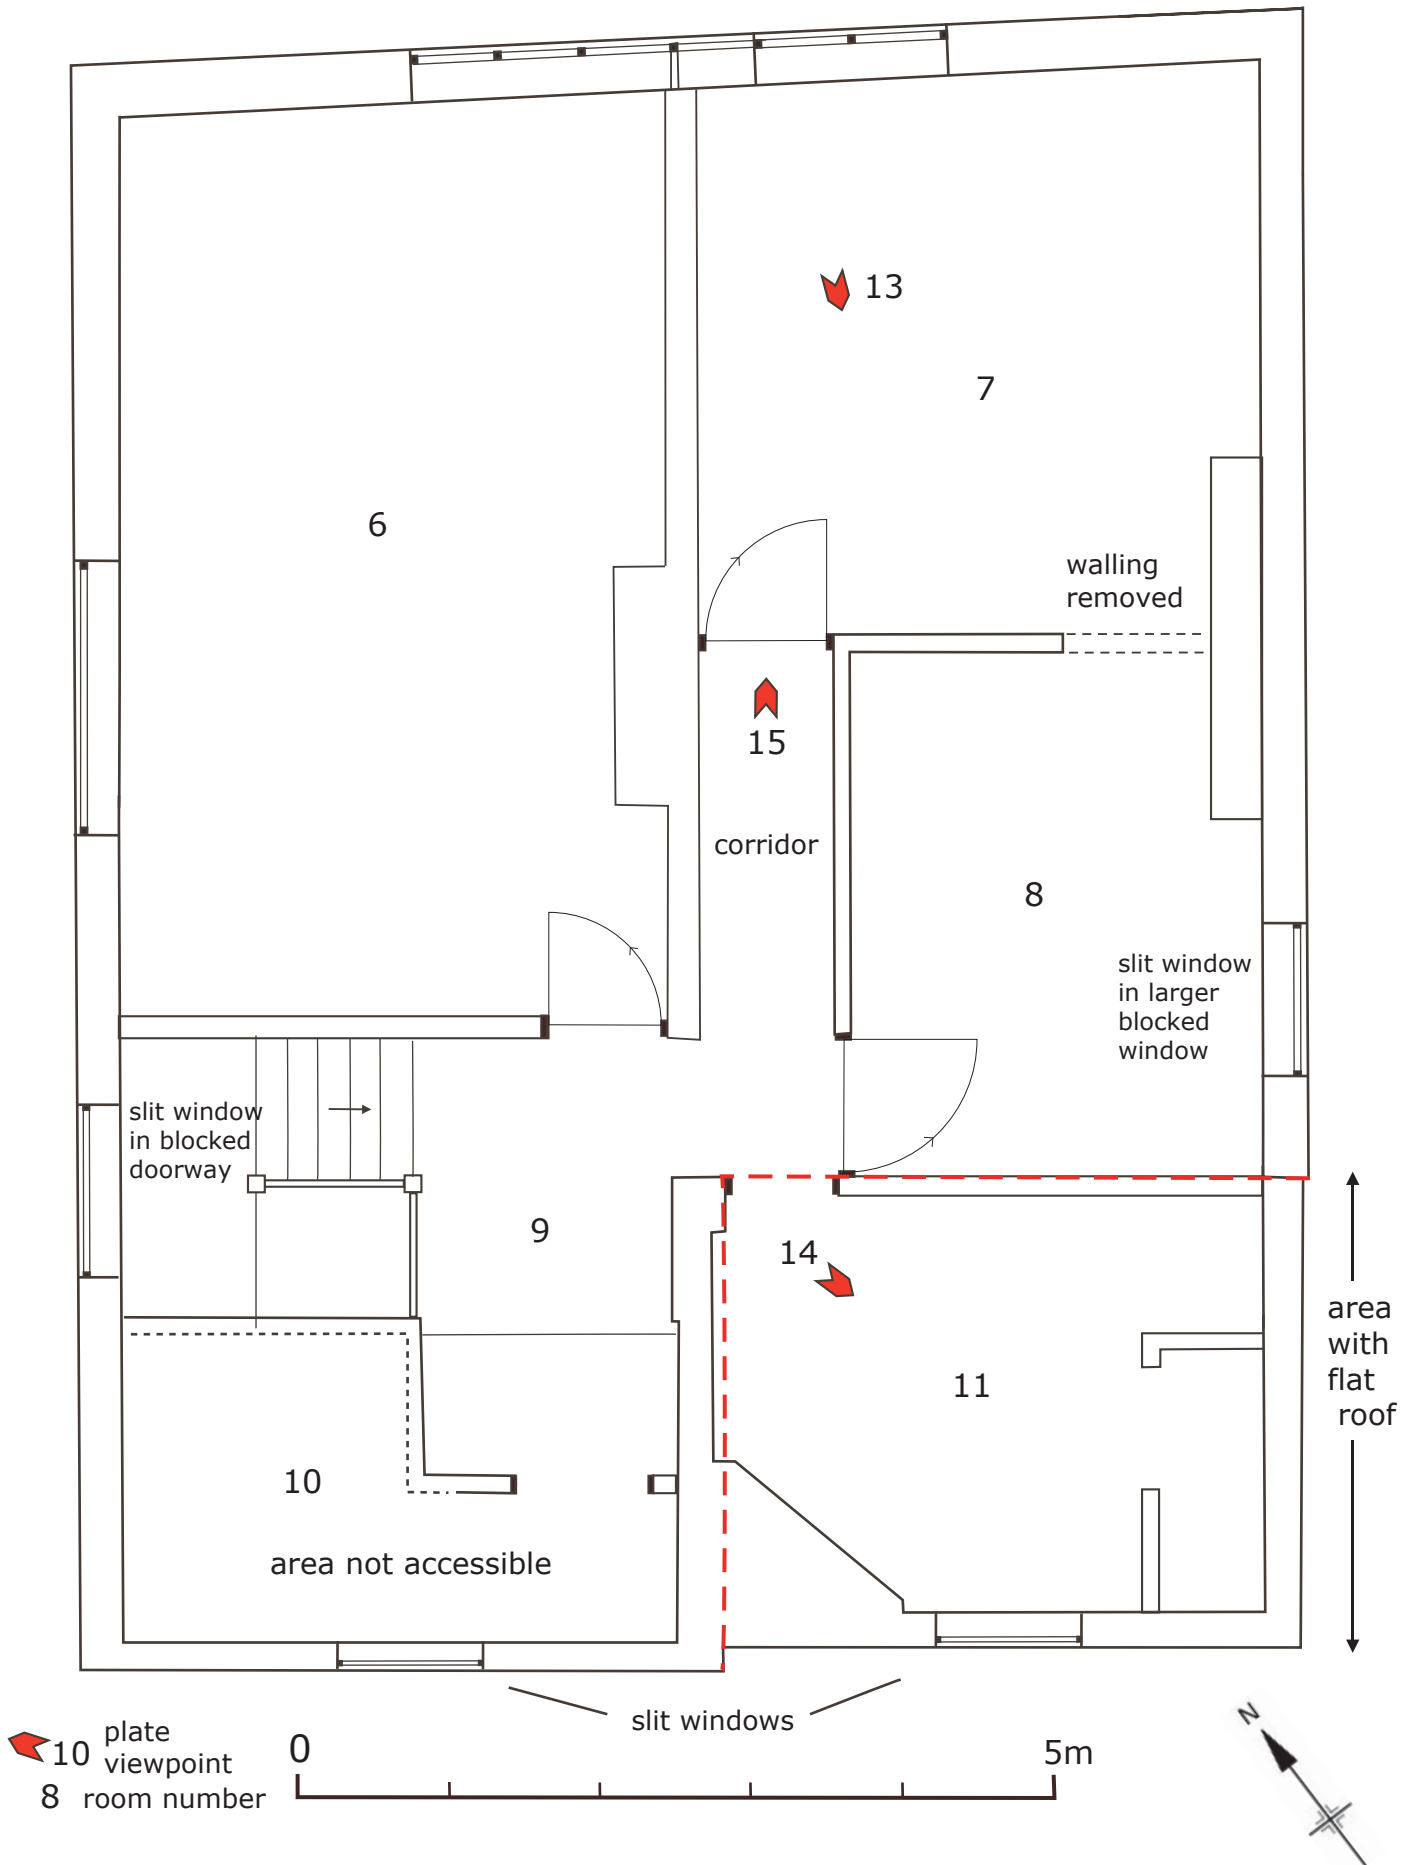 13
7
6
walling
removed
15
corridor
8
slit window
in larger
blocked
window
slit window
in blocked
doorway
9
14
area
with
flat
roof
11
10
area not accessible
slit windows
N
10 plate
viewpoint
8 room number
0 5m